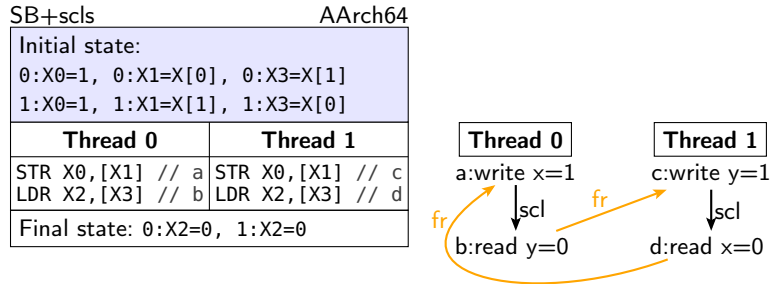 SB+scls AArch64
Initial state:
0:X0=1, 0:X1=X[0], 0:X3=X[1]
1:X0=1, 1:X1=X[1], 1:X3=X[0]
Thread 0 Thread 1
STR X0,[X1] // a STR X0,[X1] // c
LDR X2,[X3] // b LDR X2,[X3] // d
Final state: 0:X2=0, 1:X2=0
Thread 0 Thread 1
a:write x=1 c:write y=1
fr scl fr scl
b:read y=0 d:read x=0